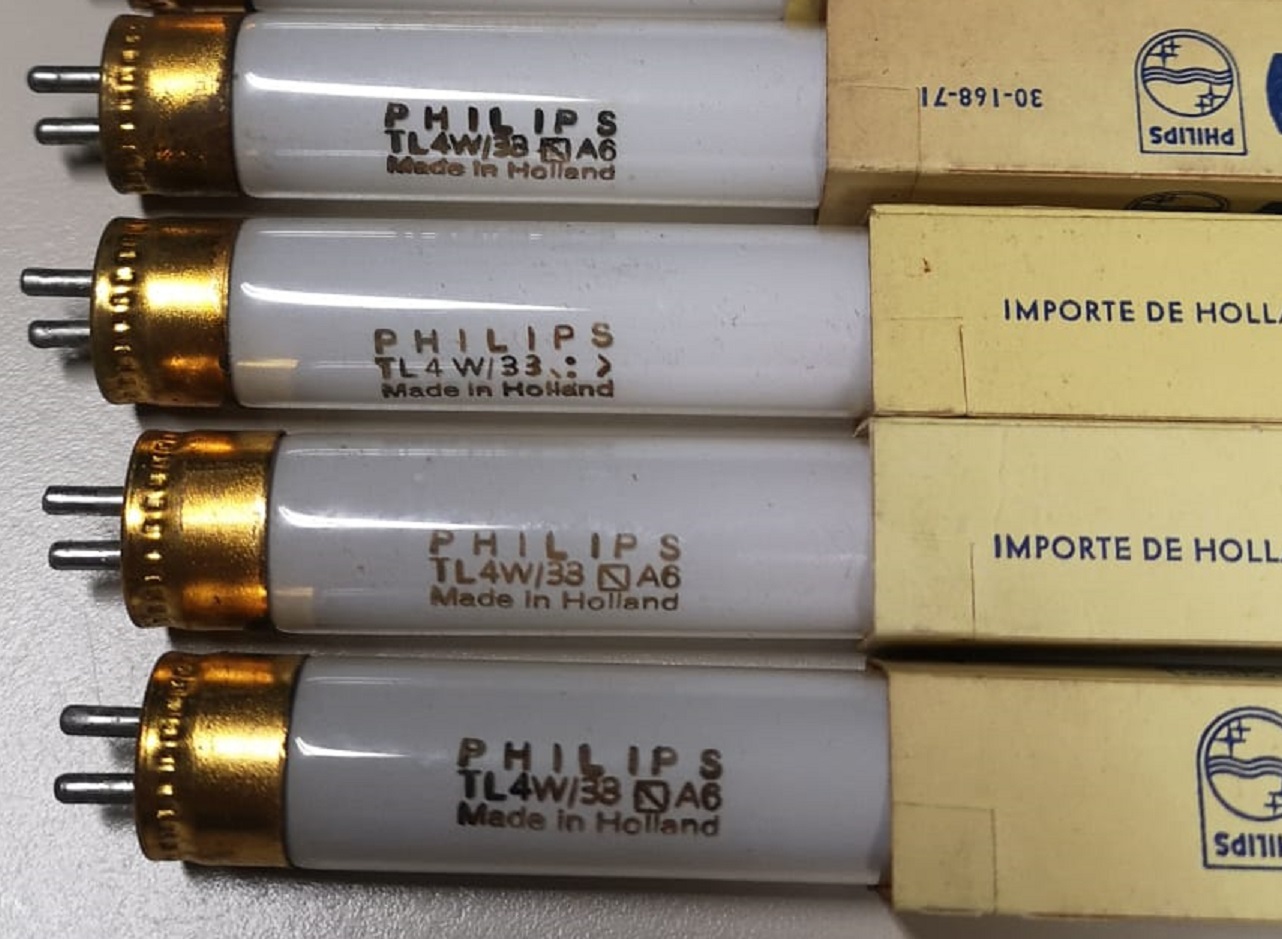 PHILIPS
TL4W/33 A6
Made in Holland
30-168-71
PHILIPS
PHILIPS
TL4W/33
Made in Holland
IMPORTE DE HOLLA
PHILIPS
TL4W/33 A6
Made in Holland
IMPORTE DE HOLLA
PHILIPS
TL4W/33 A6
Made in Holland
PHILI